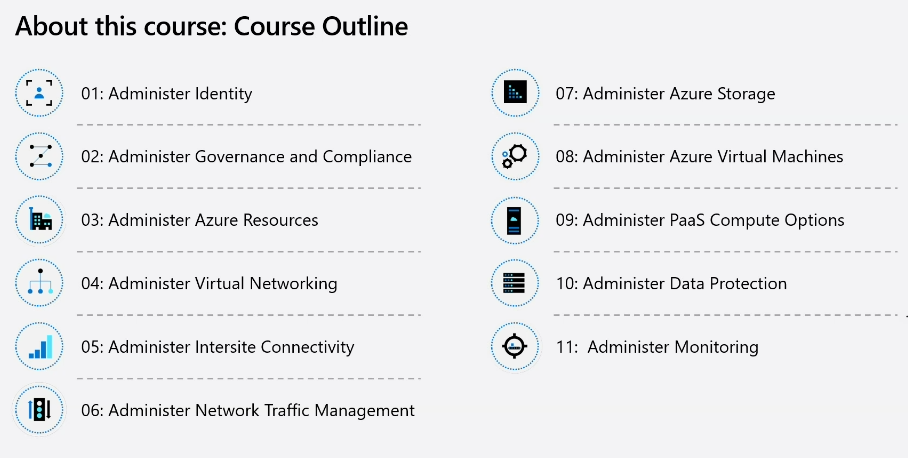 About this course: Course Outline
01: Administer Identity
02: Administer Governance and Compliance
03: Administer Azure Resources
04: Administer Virtual Networking
05: Administer Intersite Connectivity
06: Administer Network Traffic Management
07: Administer Azure Storage
08: Administer Azure Virtual Machines
09: Administer PaaS Compute Options
10: Administer Data Protection
11: Administer Monitoring